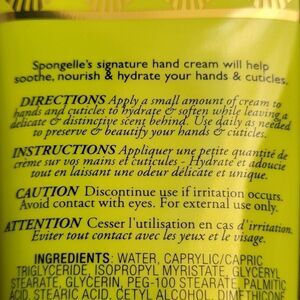 Spongelle's signature hand cream will help
soothe, nourish & hydrate your hands & cuticles.
DIRECTIONS Apply a small amount of cream to
hands and cuticles to hydrate & soften while leaving a
delicate & distinctive scent behind. Use daily as needed
to preserve & beautify your hands & cuticles.
INSTRUCTIONS Appliquer une petite quantité de
crème sur vos mains et cuticules - Hydrate et adoucie
tout en laissant une odeur délicate et unique.
CAUTION Discontinue use if irritation occurs.
Avoid contact with eyes. For external use only.
ATTENTION Cesser l'utilisation en cas d'irritation.
Éviter tout contact avec les yeux et le visage.
INGREDIENTS: WATER, CAPRYLIC/CAPRIC
TRIGLYCERIDE, ISOPROPYL MYRISTATE, GLYCERYL
STEARATE, GLYCERIN, PEG-100 STEARATE, PALMITIC
ACID, STEARIC ACID, CETYL ALCOHOL, DIMETHICONE,